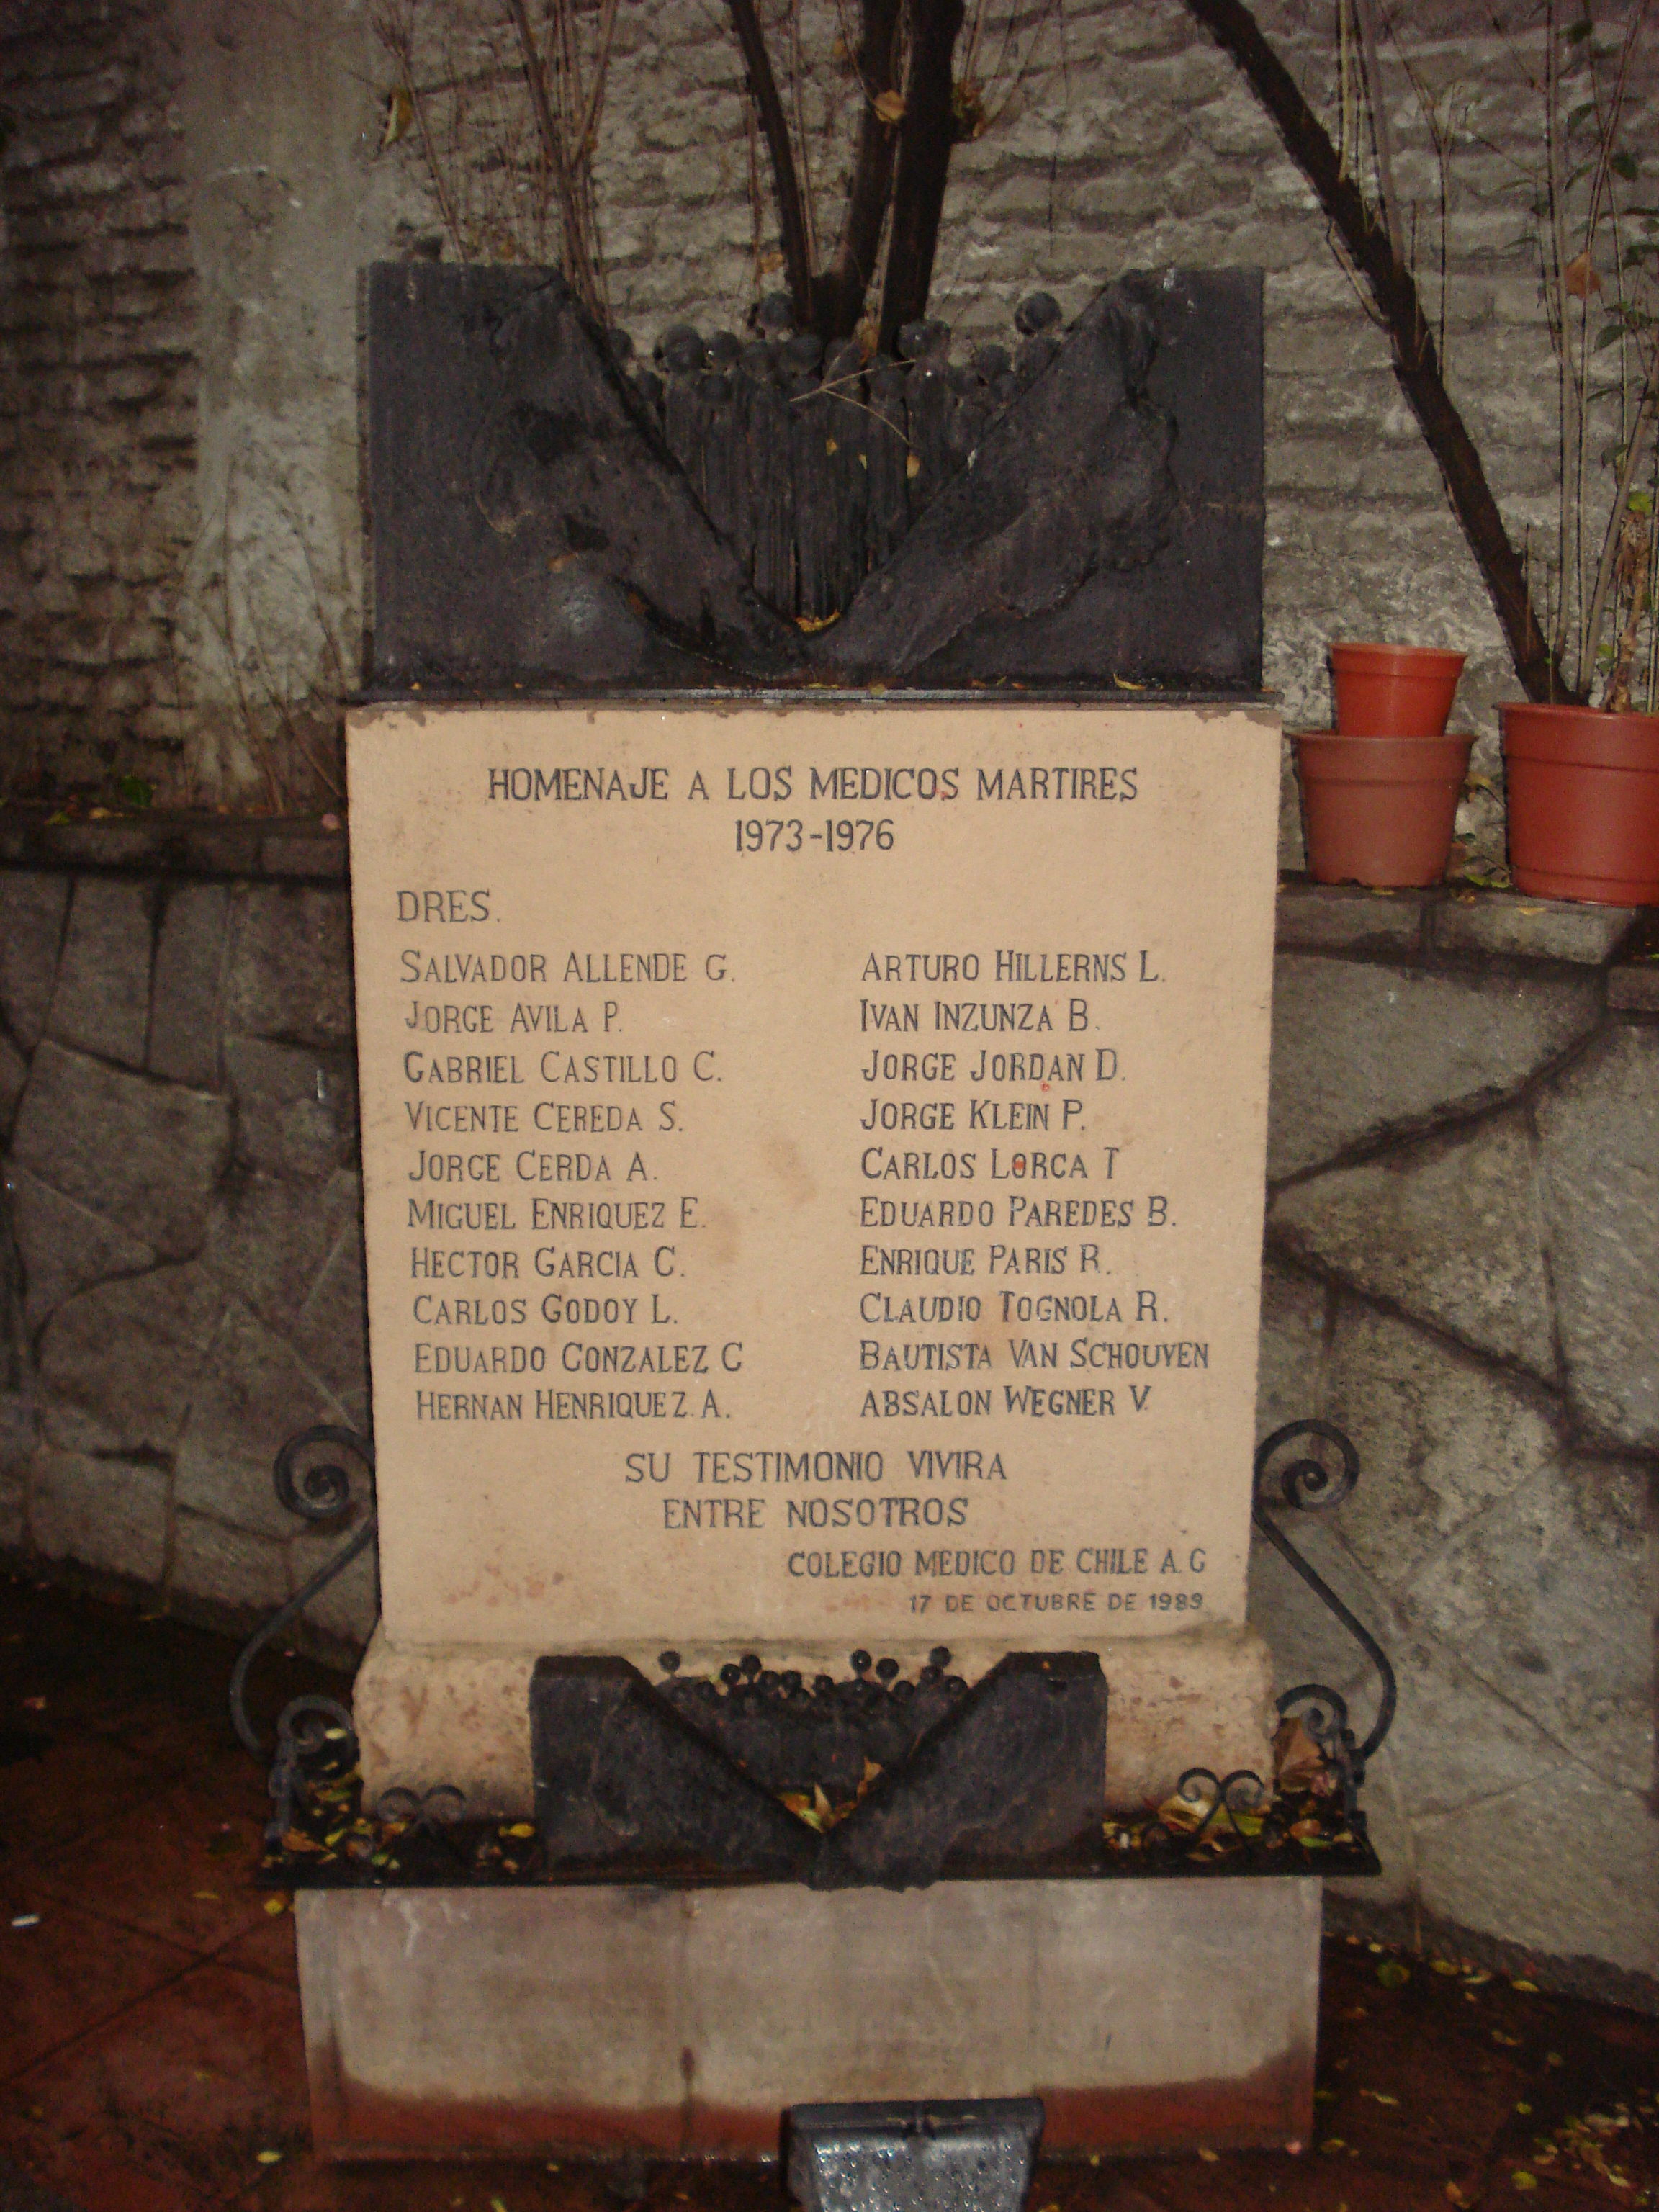 HOMENAJE A LOS MEDICOS MARTIRES
1973-1976
DRES.
SALVADOR ALLENDE G.
JORGE AVILA P.
GABRIEL CASTILLO C.
VICENTE CEREDA S.
JORGE CERDA A.
MIGUEL ENRIQUEZ E.
HECTOR GARCIA C.
CARLOS GODOY L.
EDUARDO GONZALEZ G
HERNAN HENRIQUEZ A.
ARTURO HILLERNS L.
IVAN INZUNZA B.
JORGE JORDAN D.
JORGE KLEIN P.
CARLOS LORCA T
EDUARDO PAREDES B.
ENRIQUE PARIS R.
CLAUDIO TOGNOLA R.
BAUTISTA VAN SCHOUVEN
ABSALON WEGNER V.
SU TESTIMONIO VIVIRA
ENTRE NOSOTROS
COLEGIO MEDICO DE CHILE A.G
17 DE OCTUBRE DE 1989